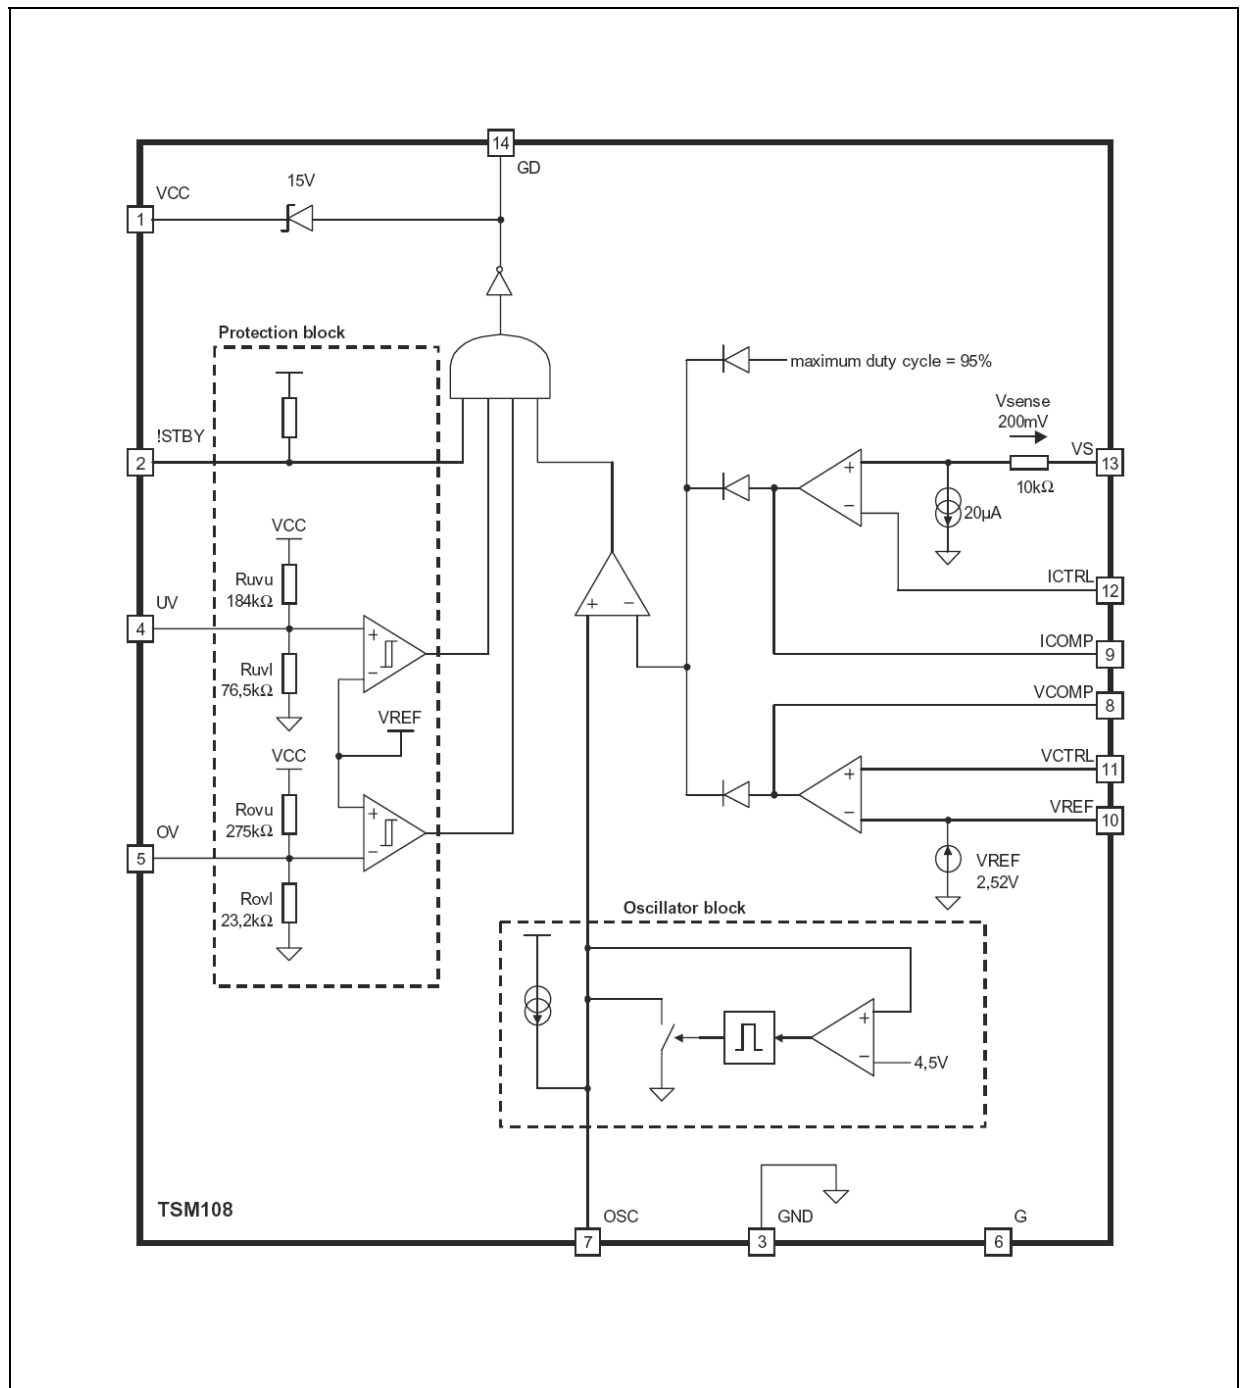 14
GD
15V
VCC
1
Protection block
maximum duty cycle = 95%
Vsense
200mV
!STBY
VS
2
13
10kΩ
20µA
VCC
Ruvu
184kΩ
ICTRL
12
UV
4
+
−
+
−
+
−
ICOMP
9
Ruvl
76,5kΩ
VCOMP
8
VREF
VCC
VCTRL
11
Rovu
275kΩ
+
−
+
−
VREF
10
OV
5
VREF
2,52V
Rovl
23,2kΩ
Oscillator block
+
−
4,5V
TSM108
OSC
GND
G
7
3
6